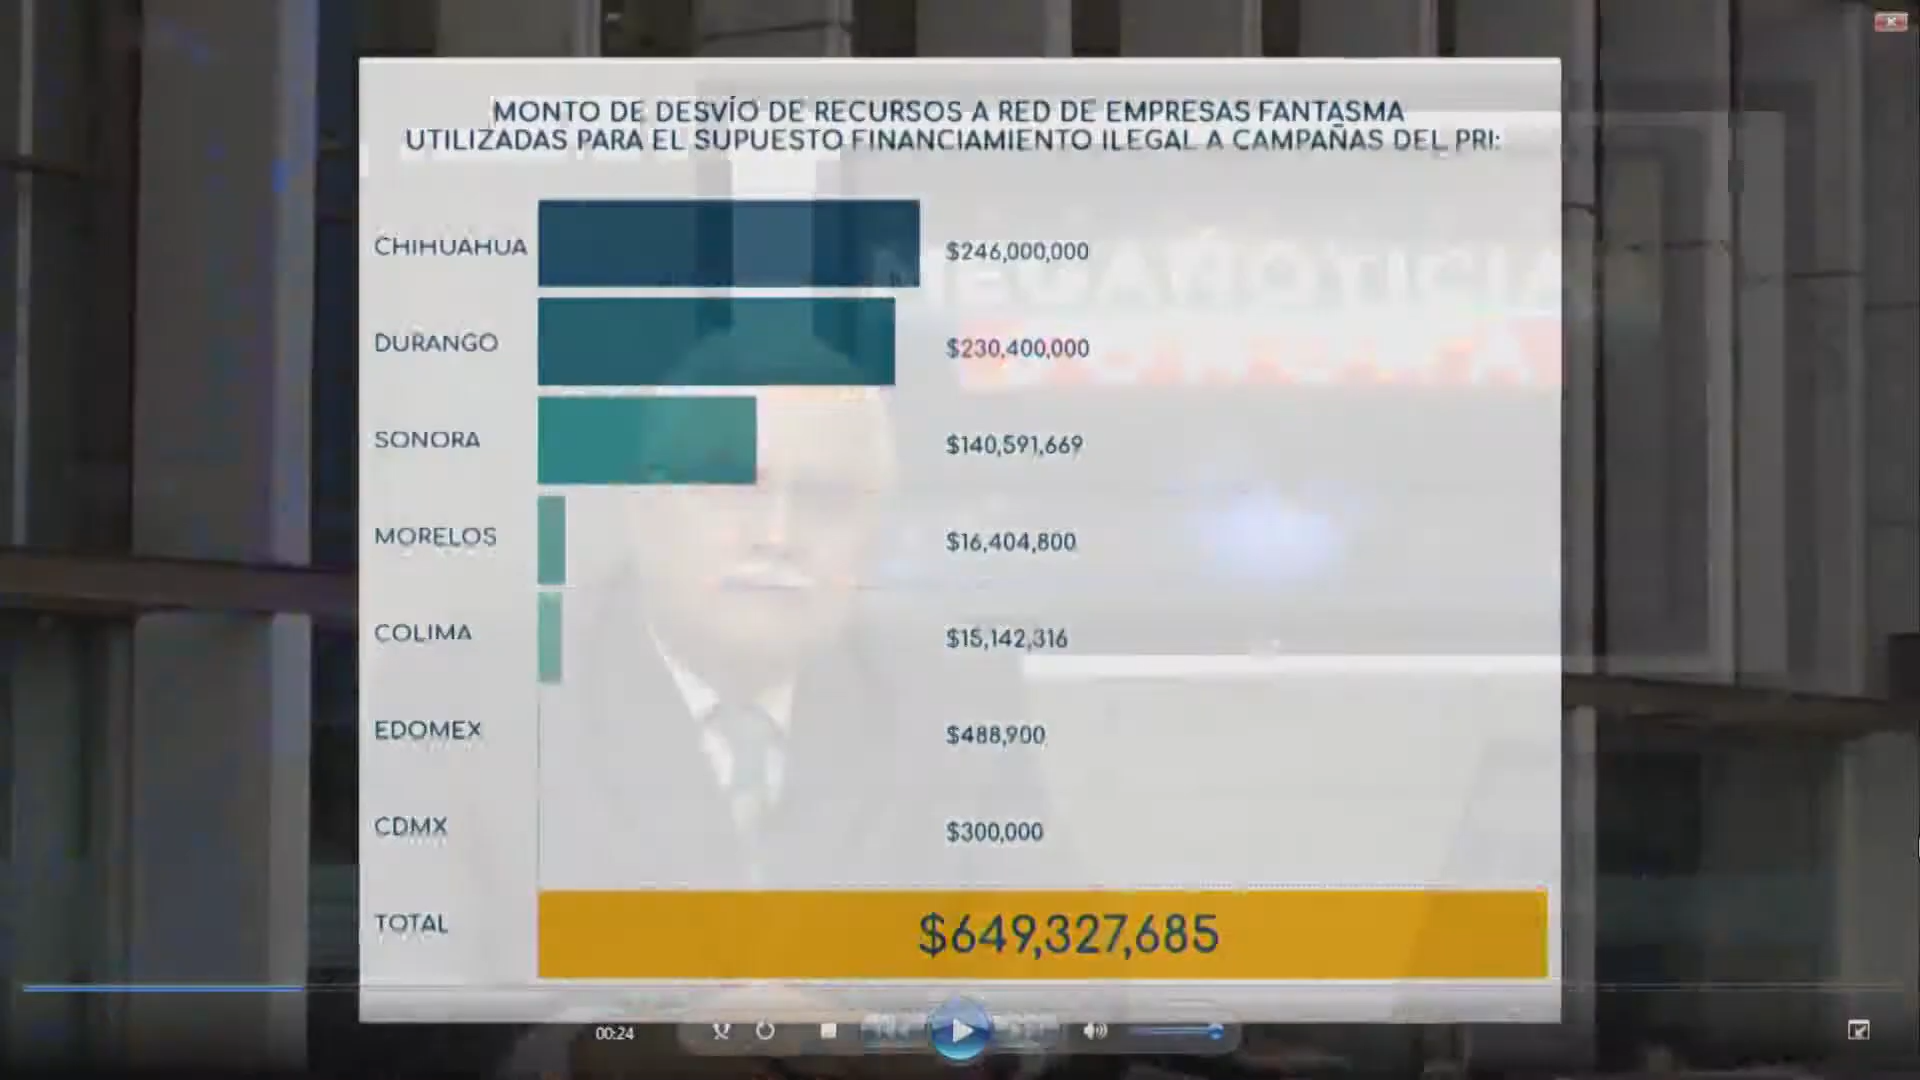 MONTO DE DESVÍO DE RECURSOS A RED DE EMPRESAS FANTASMA
UTILIZADAS PARA EL SUPUESTO FINANCIAMIENTO ILEGAL A CAMPAÑAS DEL PRI:
CHIHUAHUA $246,000,000
DURANGO $230,400,000
SONORA $140,591,669
MORELOS $16,404,800
COLIMA $15,142,316
EDOMEX $488,900
CDMX $300,000
TOTAL $649,327,685
00:24